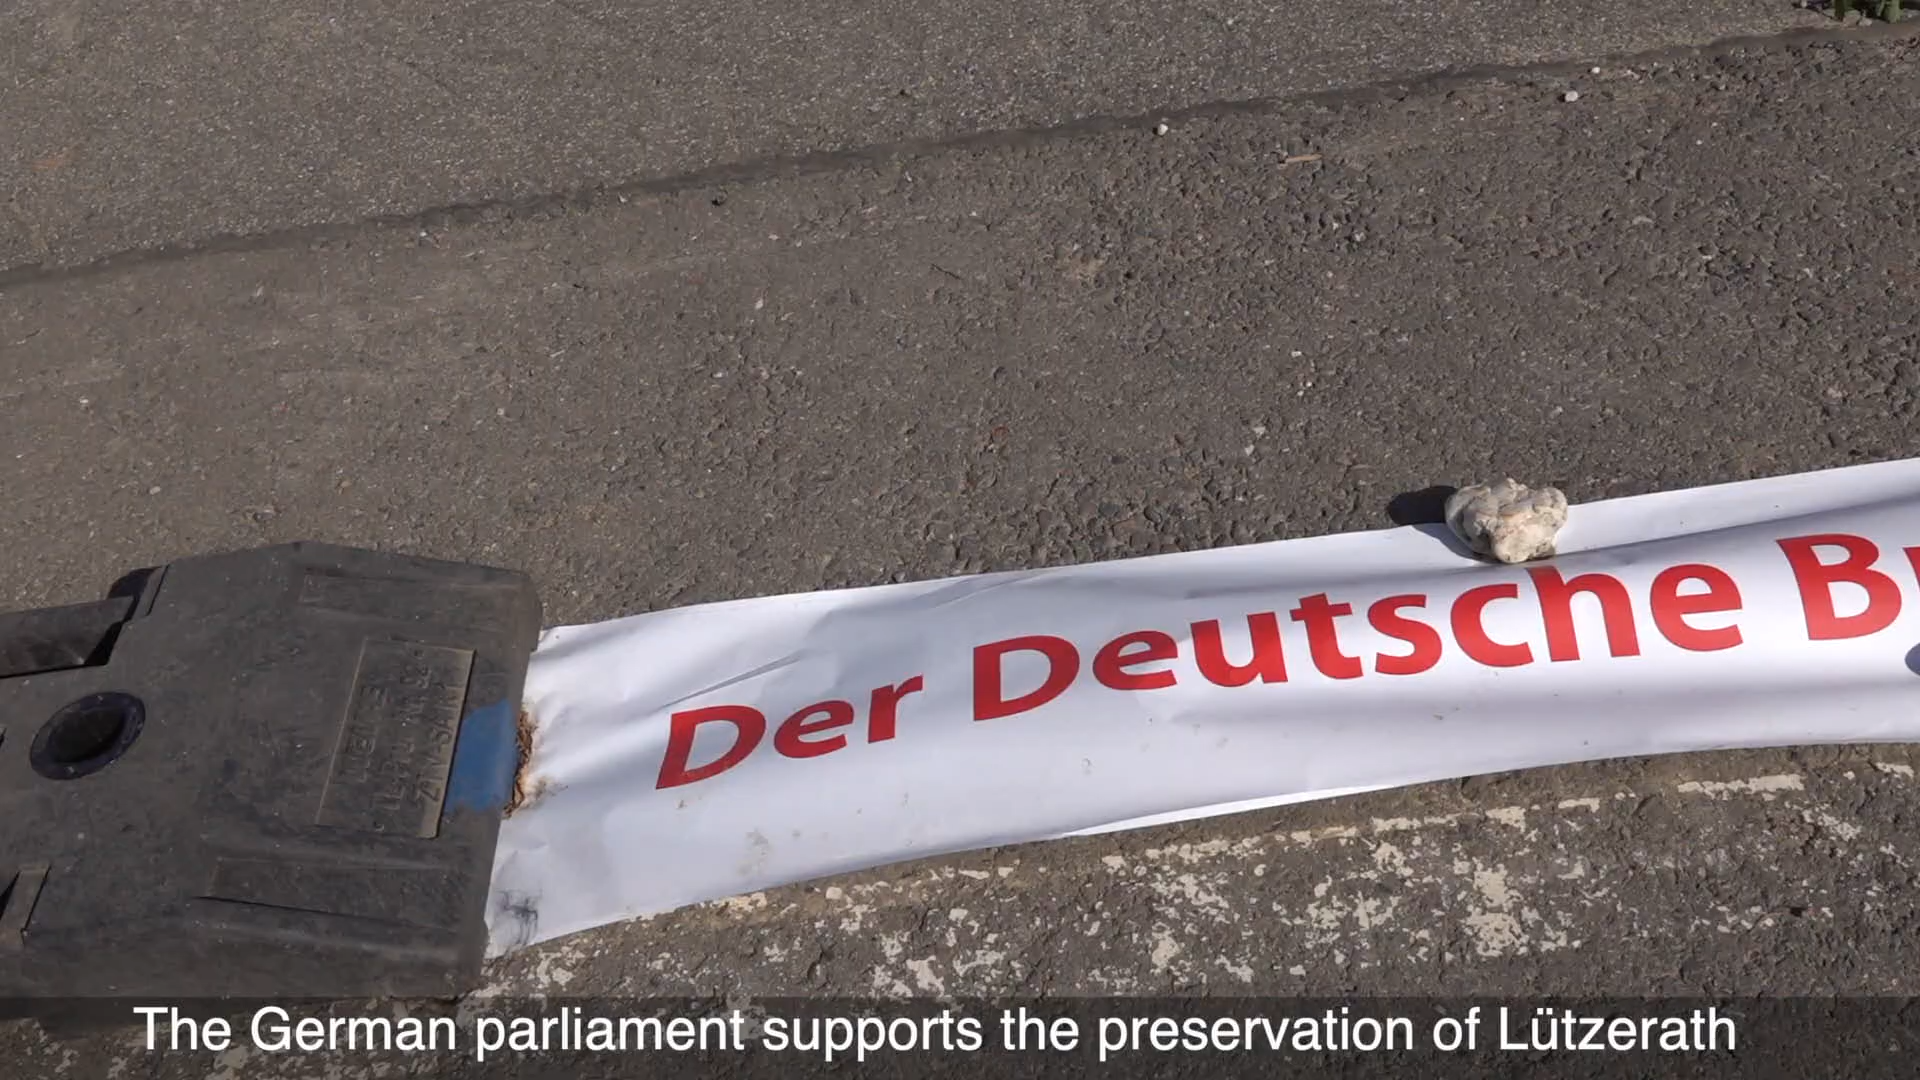 Der Deutsche B
The German parliament supports the preservation of Lützerath